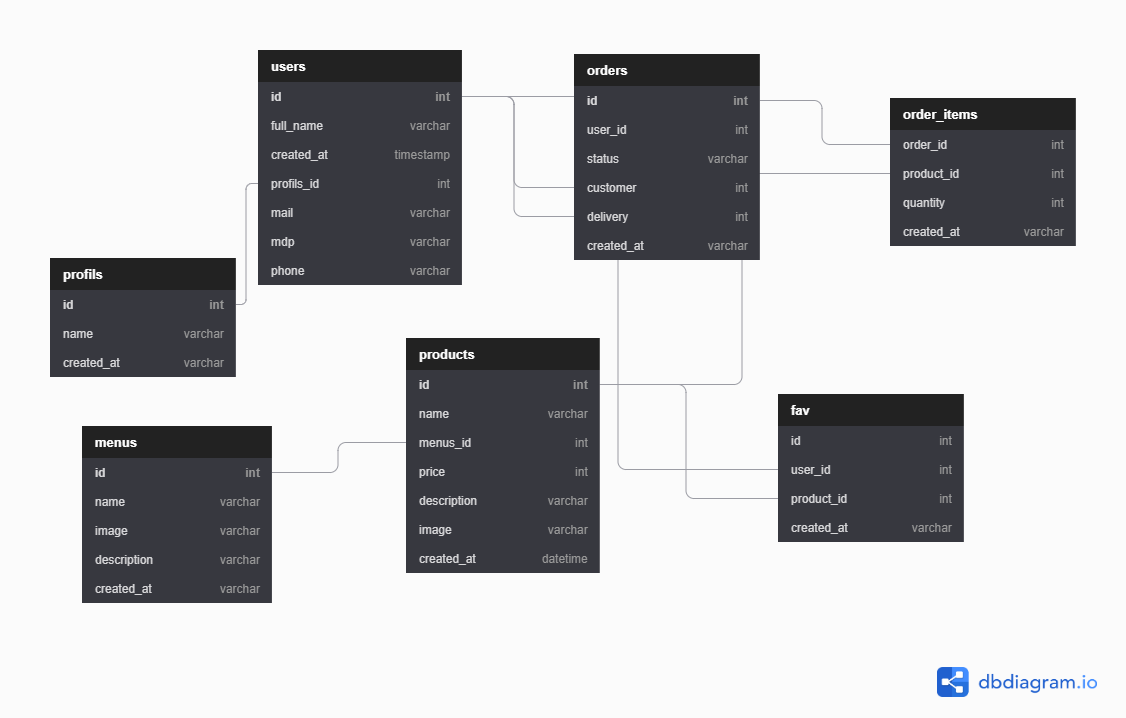 users
id int
full_name varchar
created_at timestamp
profils_id int
mail varchar
mdp varchar
phone varchar
orders
id int
user_id int
status varchar
customer int
delivery int
created_at varchar
order_items
order_id int
product_id int
quantity int
created_at varchar
profils
id int
name varchar
created_at varchar
products
id int
name varchar
menus_id int
price int
description varchar
image varchar
created_at datetime
menus
id int
name varchar
image varchar
description varchar
created_at varchar
fav
id int
user_id int
product_id int
created_at varchar
dbdiagram.io